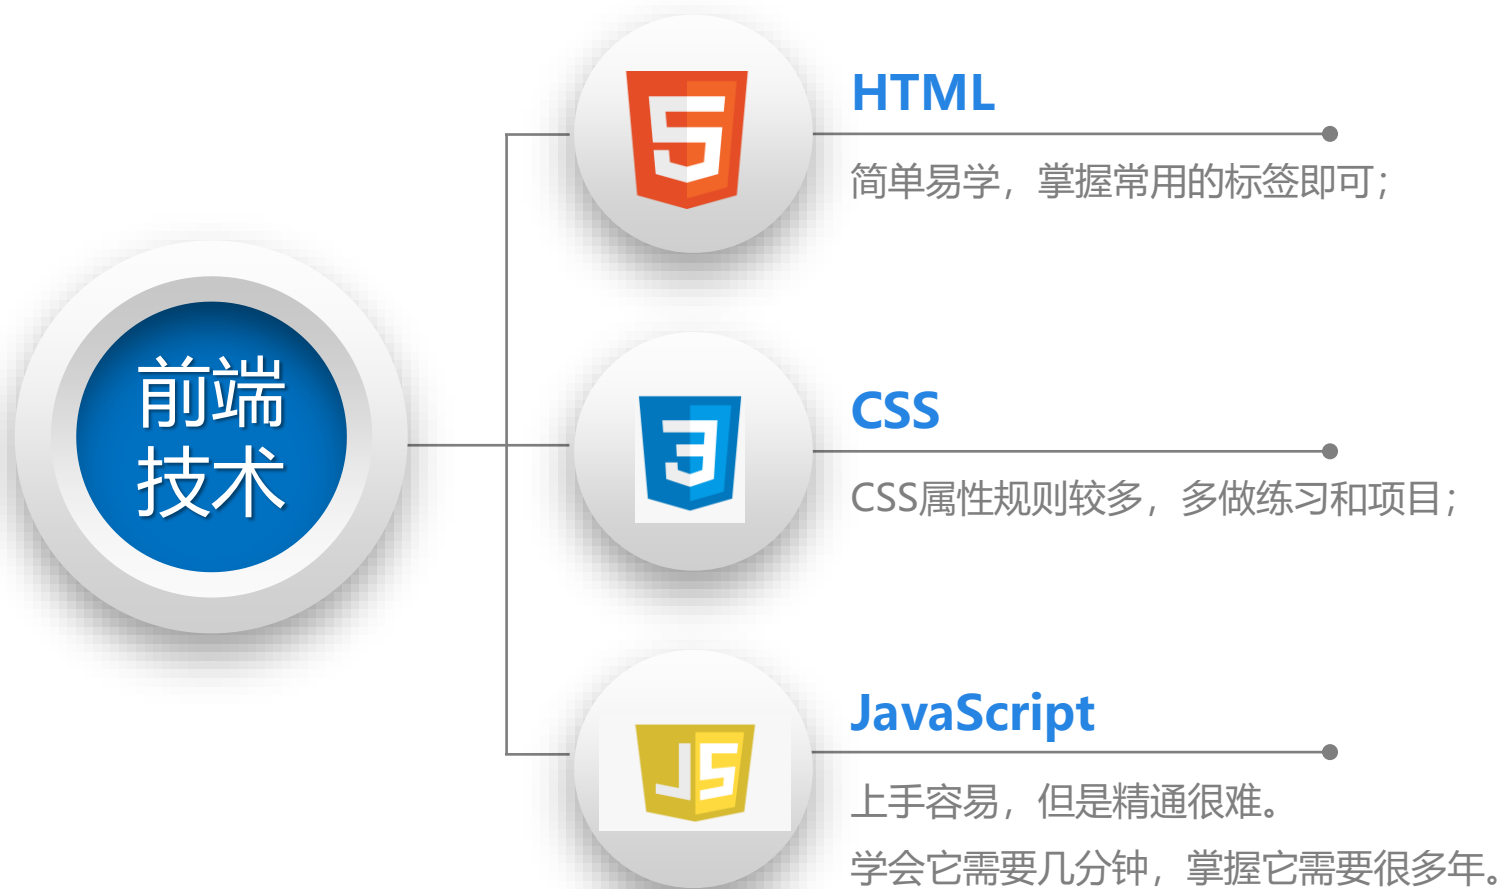 前端
技术
HTML
简单易学，掌握常用的标签即可；
CSS
CSS属性规则较多，多做练习和项目；
JS
JavaScript
上手容易，但是精通很难。
学会它需要几分钟，掌握它需要很多年。